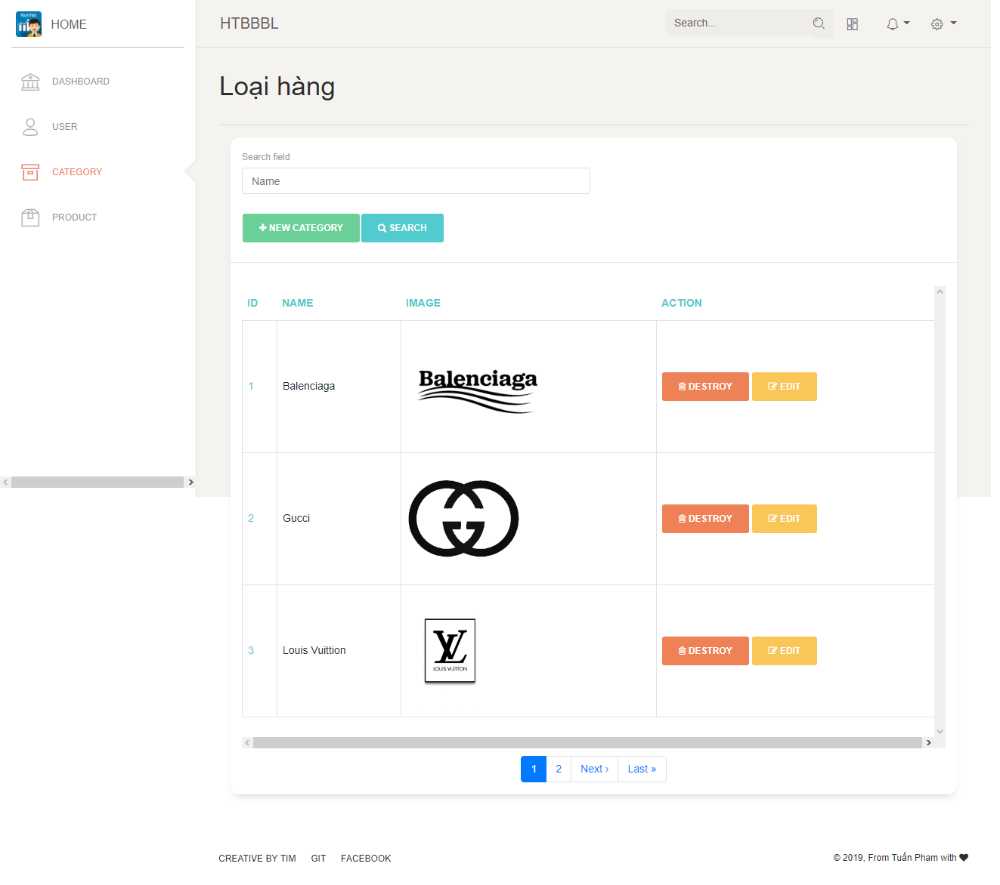 HOME
HTBBBL
Search...
DASHBOARD
USER
CATEGORY
PRODUCT
Loại hàng
Search field
Name
NEW CATEGORY
SEARCH
ID NAME IMAGE ACTION
1 Balenciaga Balenciaga DESTROY EDIT
2 Gucci DESTROY EDIT
3 Louis Vuittion LV LOUIS VUITTON DESTROY EDIT
1 2 Next › Last »
CREATIVE BY TIM GIT FACEBOOK
© 2019, From Tuấn Phạm with